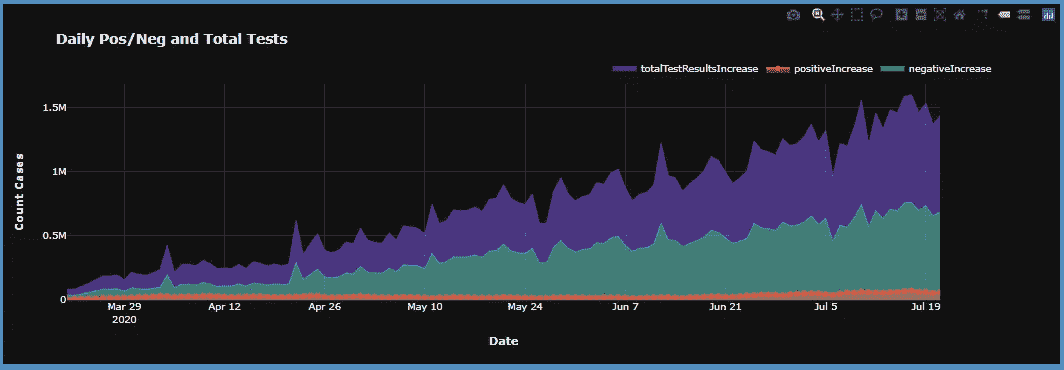 Daily Pos/Neg and Total Tests
totalTestResultsIncrease positiveIncrease negativeIncrease
1.5M
1M
0.5M
0
Count Cases
Mar 29 Apr 12 Apr 26 May 10 May 24 Jun 7 Jun 21 Jul 5 Jul 19
2020
Date